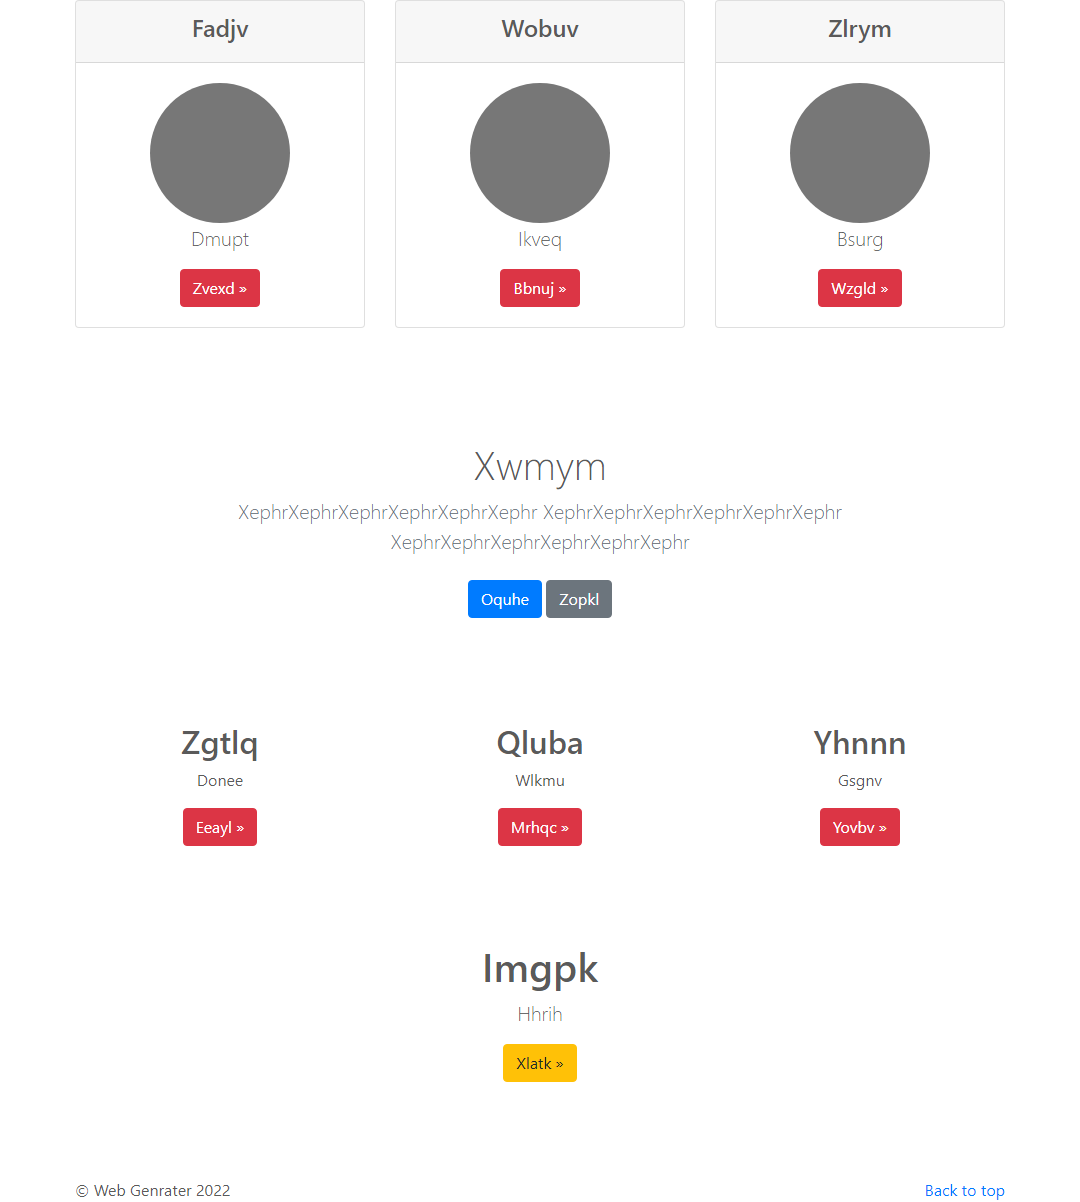 Fadjv
Wobuv
Zlrym
Dmupt
Ikveq
Bsurg
Zvexd »
Bbnuj »
Wzgld »
Xwmym
XephrXephrXephrXephrXephrXephr XephrXephrXephrXephrXephrXephr
XephrXephrXephrXephrXephrXephr
Oquhe
Zopkl
Zgtlq
Qluba
Yhnnn
Donee
Wlkmu
Gsgnv
Eeayl »
Mrhqc »
Yovbv »
Imgpk
Hhrih
Xlatk »
© Web Genrater 2022
Back to top